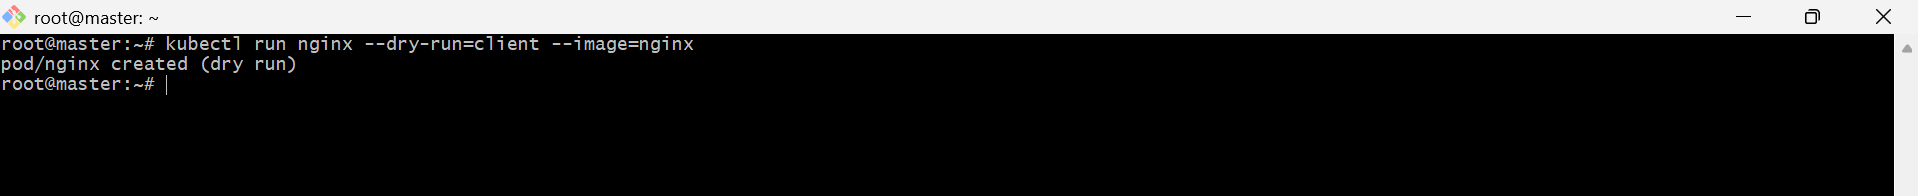 root@master: ~
root@master:~# kubectl run nginx --dry-run=client --image=nginx
pod/nginx created (dry run)
root@master:~#